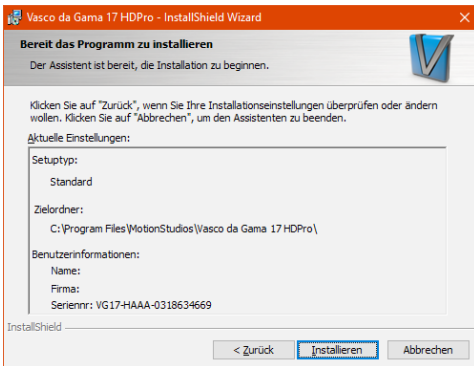 Vasco da Gama 17 HDPro - InstallShield Wizard
Bereit das Programm zu installieren
Der Assistent ist bereit, die Installation zu beginnen.
Klicken Sie auf "Zurück", wenn Sie Ihre Installationseinstellungen überprüfen oder ändern
wollen. Klicken Sie auf "Abbrechen", um den Assistenten zu beenden.
Aktuelle Einstellungen:
Setuptyp:
Standard
Zielordner:
C:\Program Files\MotionStudios\Vasco da Gama 17 HDPro\
Benutzerinformationen:
Name:
Firma:
Seriennr: VG17-HAAA-0318634669
InstallShield
< Zurück Installieren Abbrechen